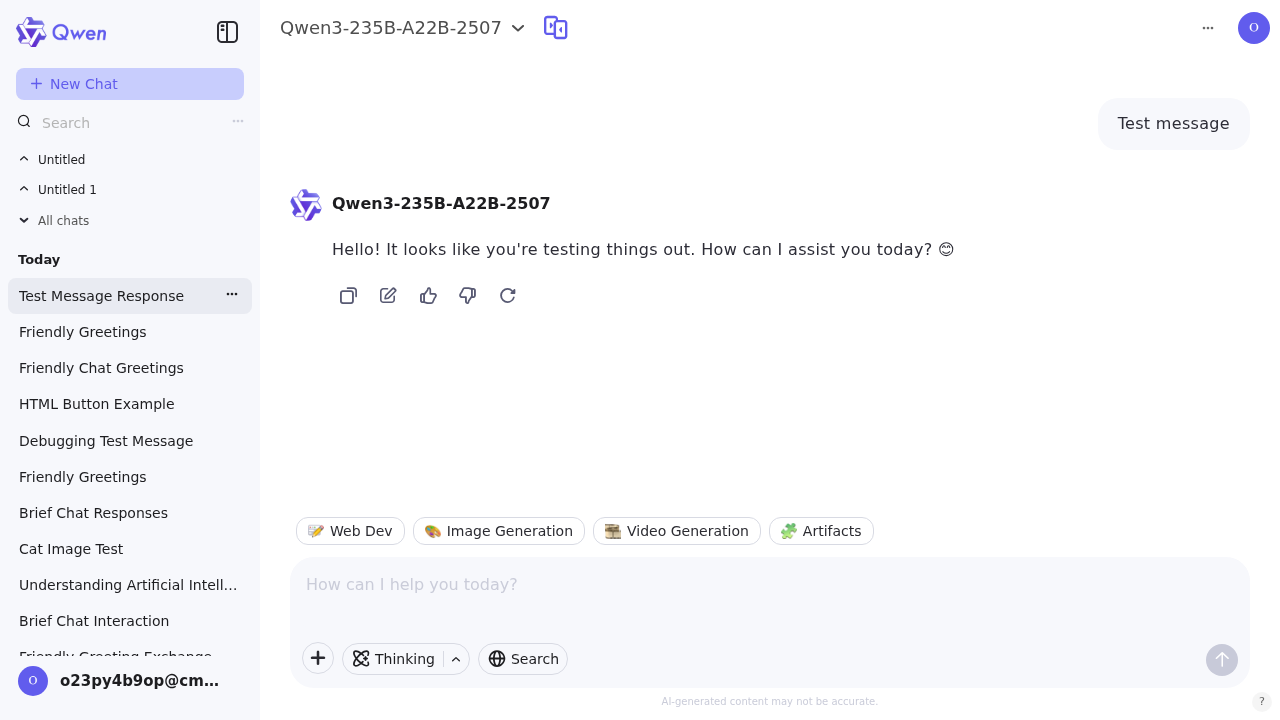 Qwen
New Chat
Search
Untitled
Untitled 1
All chats
Today
Test Message Response
Friendly Greetings
Friendly Chat Greetings
HTML Button Example
Debugging Test Message
Friendly Greetings
Brief Chat Responses
Cat Image Test
Understanding Artificial Intell...
Brief Chat Interaction
Friendly Greeting Exchange
O o23py4b9op@cm...
Qwen3-235B-A22B-2507
O
Test message
Qwen3-235B-A22B-2507
Hello! It looks like you're testing things out. How can I assist you today? 😊
Web Dev Image Generation Video Generation Artifacts
How can I help you today?
Thinking Search
AI-generated content may not be accurate.
?